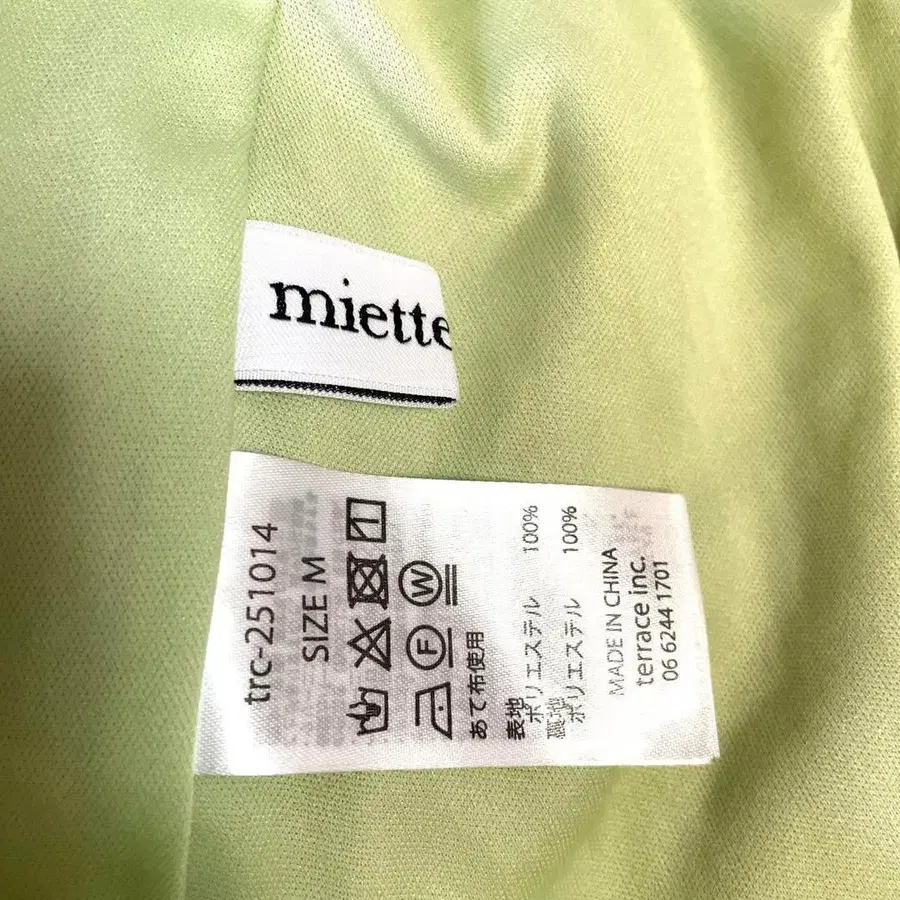 miette
trc-251014
SIZE M
W
F
あて布使用
表地
ポリエステル 100%
裏地
ポリエステル 100%
MADE IN CHINA
terrace inc.
06 6244 1701